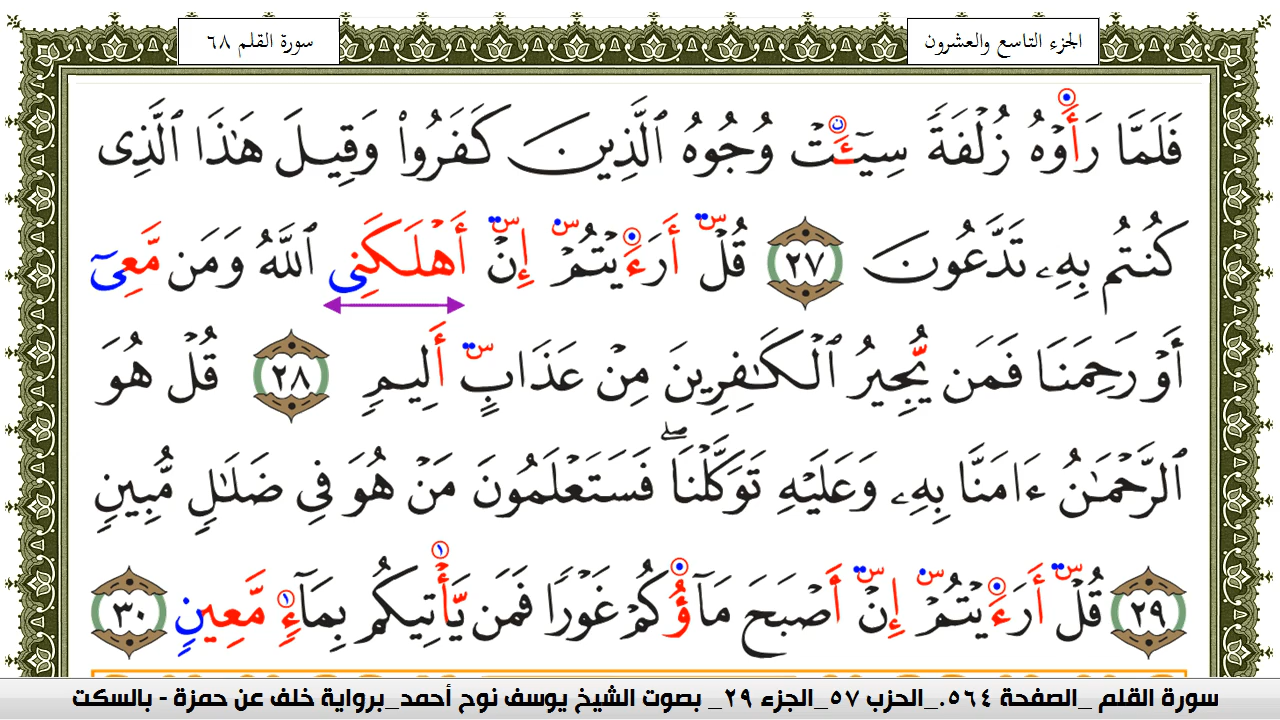 الجزء التاسع والعشرون
سورة القلم ٦٨
فَلَمَّا رَأَوْهُ زُلْفَةً سِيٓـَٔتْ وُجُوهُ ٱلَّذِينَ كَفَرُوا۟ وَقِيلَ هَـٰذَا ٱلَّذِى
كُنتُم بِهِۦ تَدَّعُونَ ٢٧ قُلْ أَرَءَيْتُمْ إِنْ أَهْلَكَنِى ٱللَّهُ وَمَن مَّعِىٓ
أَوْ رَحِمَنَا فَمَن يُجِيرُ ٱلْكَـٰفِرِينَ مِنْ عَذَابٍ أَلِيمٍ ٢٨ قُلْ هُوَ
ٱلرَّحْمَـٰنُ ءَامَنَّا بِهِۦ وَعَلَيْهِ تَوَكَّلْنَا ۖ فَسَتَعْلَمُونَ مَنْ هُوَ فِى ضَلَـٰلٍ مُّبِينٍ
٢٩ قُلْ أَرَءَيْتُمْ إِنْ أَصْبَحَ مَآؤُكُمْ غَوْرًا فَمَن يَأْتِيكُم بِمَآءٍ مَّعِينٍ ٣٠
سورة القلم _الصفحة ٥٦٤._الحزب ٥٧_الجزء ٢٩_ بصوت الشيخ يوسف نوح أحمد_برواية خلف عن حمزة - بالسكت